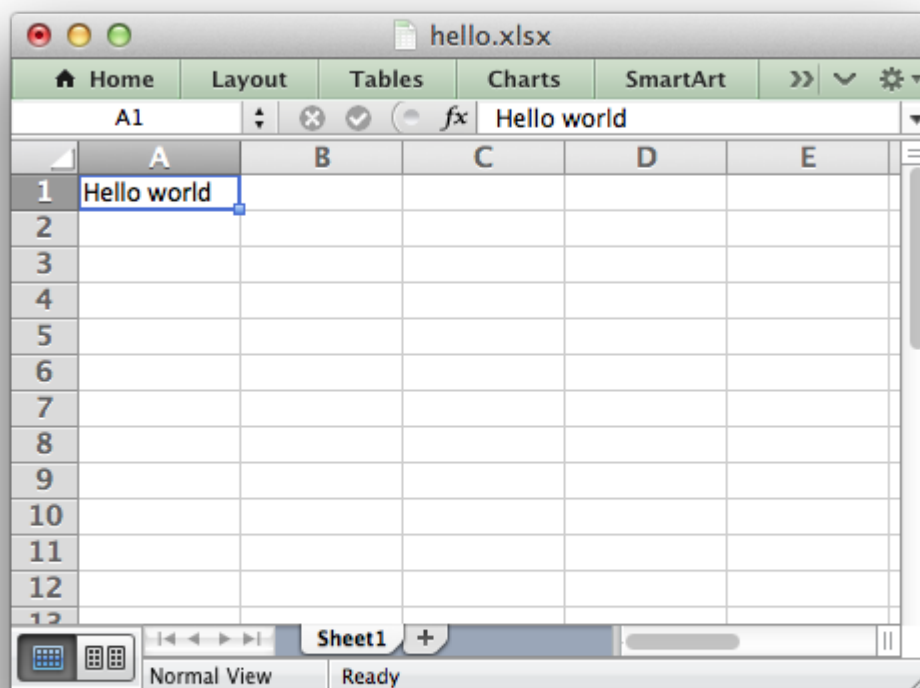 hello.xlsx
Home Layout Tables Charts SmartArt
A1 fx Hello world
A B C D E
1 Hello world
2
3
4
5
6
7
8
9
10
11
12
13
Sheet1 +
Normal View Ready